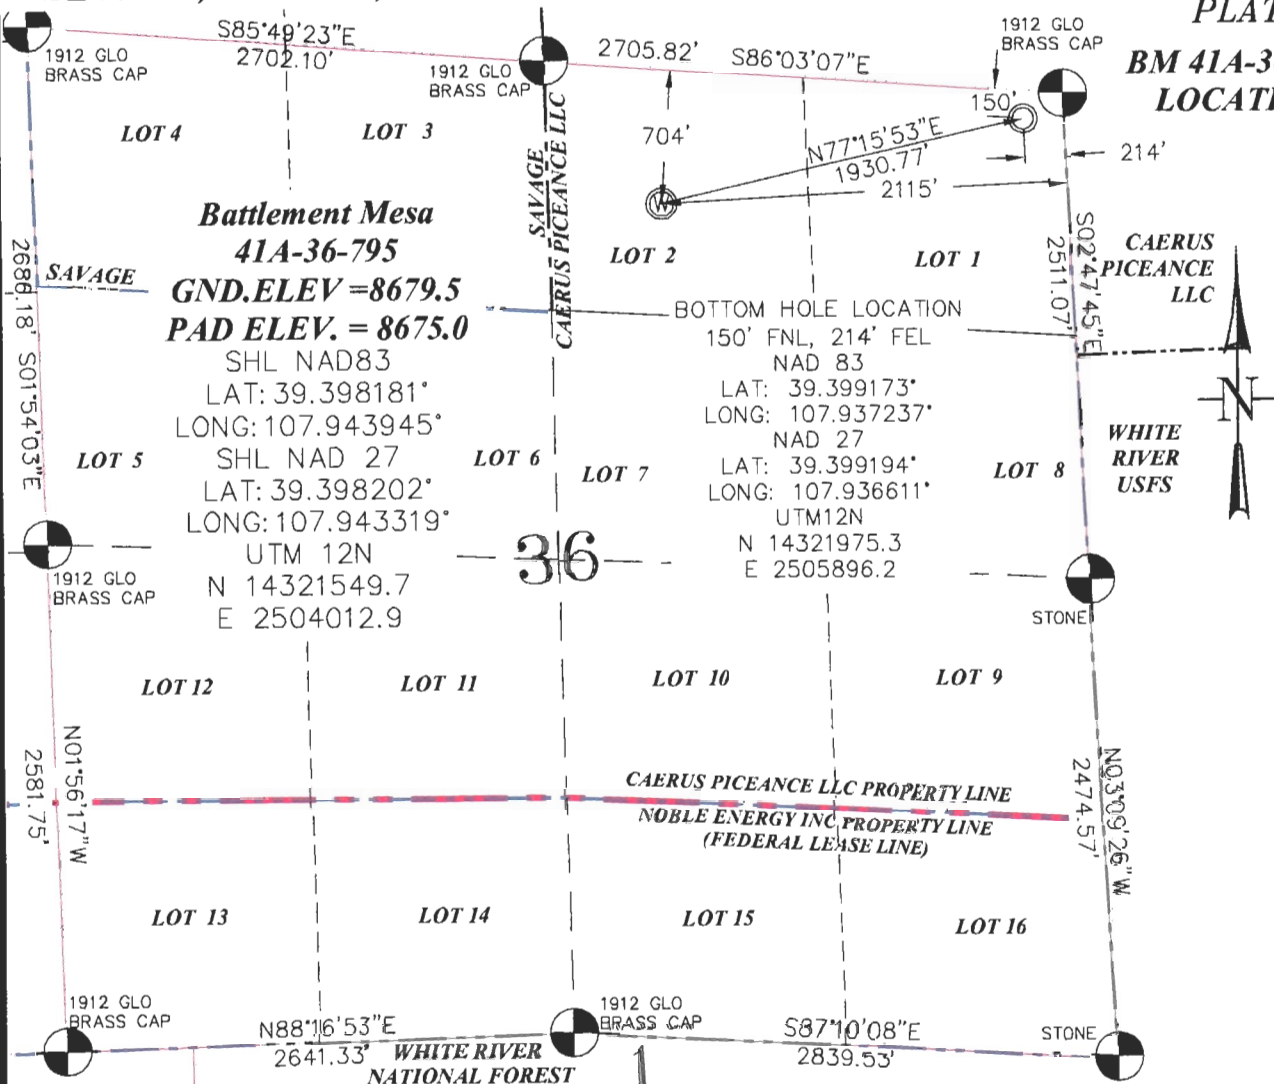 PLAT
BM 41A-3
LOCATI
S85°49'23"E
2702.10'
2705.82'
S86°03'07"E
1912 GLO
BRASS CAP
1912 GLO
BRASS CAP
1912 GLO
BRASS CAP
150'
LOT 4
LOT 3
704'
N77°15'53"E
1930.77'
2115'
214'
SAVAGE
CAERUS PICEANCE LLC
Battlement Mesa
41A-36-795
GND.ELEV =8679.5
PAD ELEV. = 8675.0
SHL NAD83
LAT: 39.398181°
LONG: 107.943945°
SHL NAD 27
LAT: 39.398202°
LONG: 107.943319°
UTM 12N
N 14321549.7
E 2504012.9
SAVAGE
2686.18' S01°54'03"E
LOT 2
LOT 1
BOTTOM HOLE LOCATION
150' FNL, 214' FEL
NAD 83
LAT: 39.399173°
LONG: 107.937237°
NAD 27
LAT: 39.399194°
LONG: 107.936611°
UTM12N
N 14321975.3
E 2505896.2
S02°47'45"E
2511.07'
CAERUS
PICEANCE
LLC
N
WHITE
RIVER
USFS
LOT 5
LOT 6
LOT 7
LOT 8
36
1912 GLO
BRASS CAP
STONE
LOT 12
LOT 11
LOT 10
LOT 9
N01°56'17"W
2581.75'
N03°09'26"W
2474.57'
CAERUS PICEANCE LLC PROPERTY LINE
NOBLE ENERGY INC PROPERTY LINE
(FEDERAL LEASE LINE)
LOT 13
LOT 14
LOT 15
LOT 16
1912 GLO
BRASS CAP
1912 GLO
BRASS CAP
STONE
N88°16'53"E
2641.33'
S87°10'08"E
2839.53'
WHITE RIVER
NATIONAL FOREST
1
W